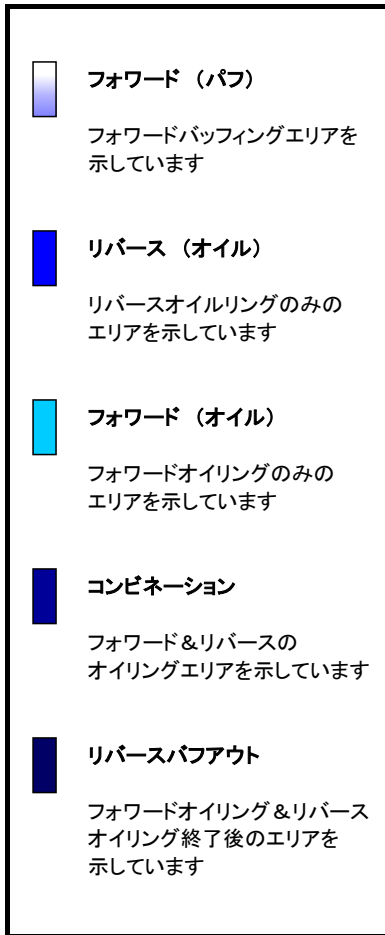 フォワード （パフ）
フォワードバッフィングエリアを
示しています
リバース （オイル）
リバースオイルリングのみの
エリアを示しています
フォワード （オイル）
フォワードオイリングのみの
エリアを示しています
コンビネーション
フォワード＆リバースの
オイリングエリアを示しています
リバースバフアウト
フォワードオイリング＆リバース
オイリング終了後のエリアを
示しています